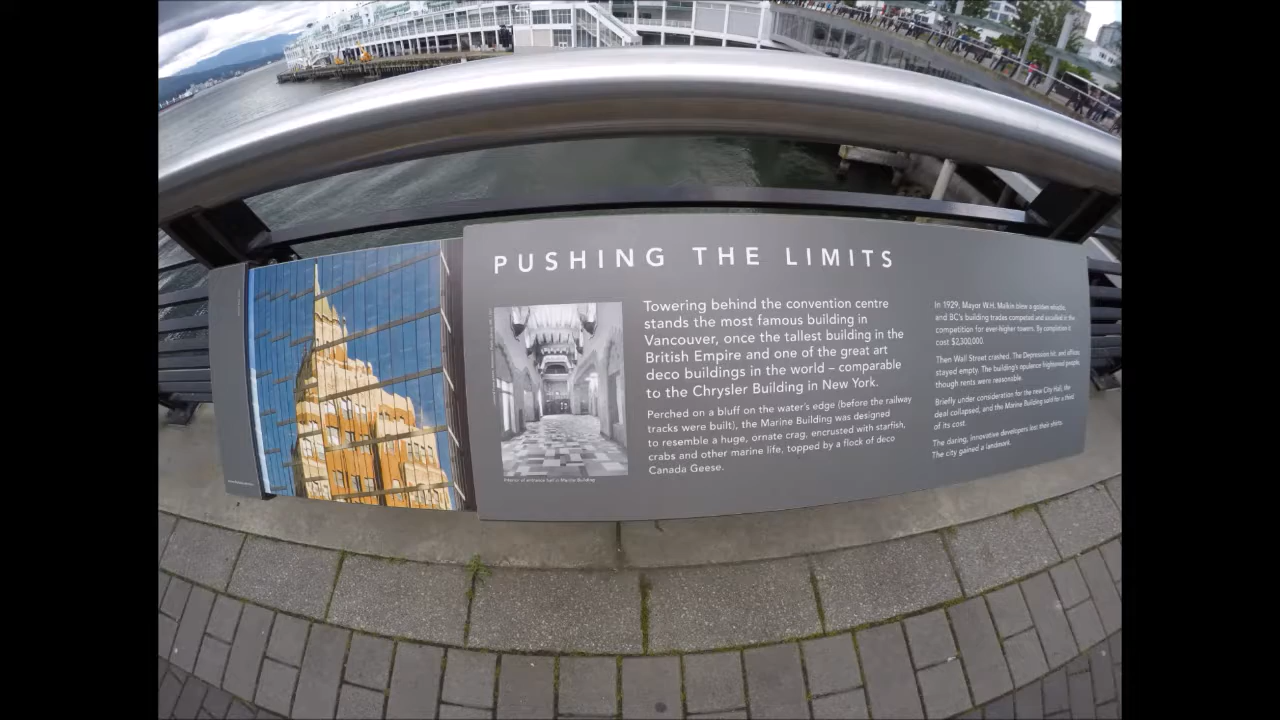 PUSHING THE LIMITS
Towering behind the convention centre
stands the most famous building in
Vancouver, once the tallest building in the
British Empire and one of the great art
deco buildings in the world – comparable
to the Chrysler Building in New York.
Perched on a bluff on the water's edge (before the railway
tracks were built), the Marine Building was designed
to resemble a huge, ornate crag, encrusted with starfish,
crabs and other marine life, topped by a flock of deco
Canada Geese.
Interior of entrance hall in Marine Building
In 1929, Mayor W.H. Malkin blew a golden whistle,
and BC's building trades competed and excelled in the
competition for ever-higher towers. By completion it
cost $2,300,000.
Then Wall Street crashed. The Depression hit, and offices
stayed empty. The building's opulence frightened people,
though rents were reasonable.
Briefly under consideration for the new City Hall, the
deal collapsed, and the Marine Building sold for a third
of its cost.
The daring, innovative developers lost their shirts.
The city gained a landmark.